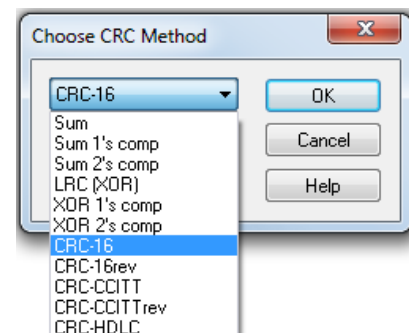 Choose CRC Method
CRC-16
OK
Sum
Sum 1's comp
Cancel
Sum 2's comp
LRC (XOR)
Help
XOR 1's comp
XOR 2's comp
CRC-16
CRC-16rev
CRC-CCITT
CRC-CCITTrev
CRC-HDLC